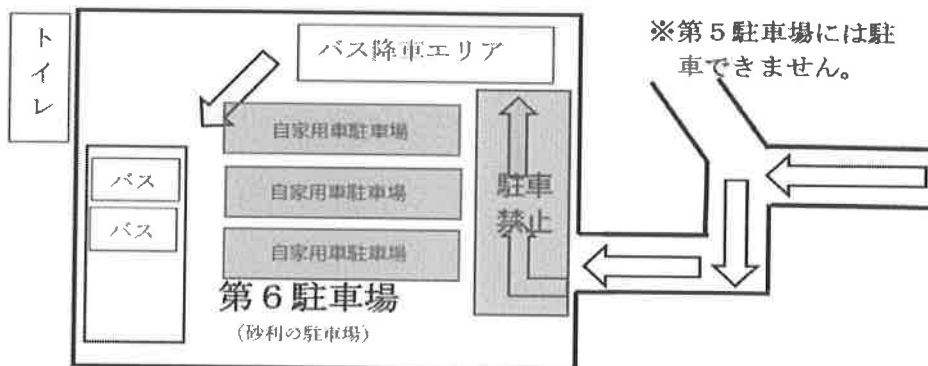 トイレ
バス降車エリア
※第5駐車場には駐
車できません。
自家用車駐車場
自家用車駐車場
自家用車駐車場
駐車
禁止
バス
バス
第6駐車場
(砂利の駐車場)